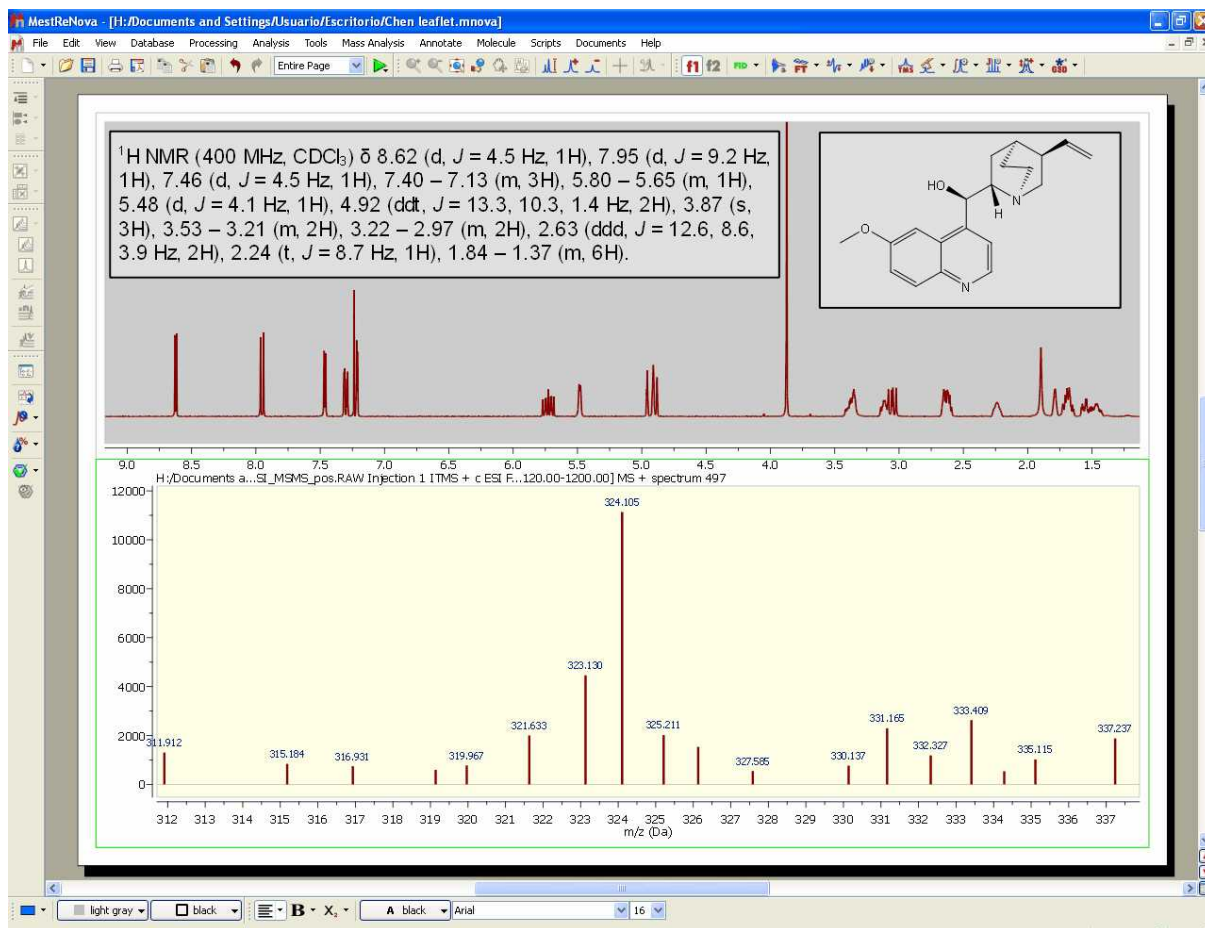 MestReNova - [H:/Documents and Settings/Usuario/Escritorio/Chen leaflet.mnova]
File Edit View Database Processing Analysis Tools Mass Analysis Annotate Molecule Scripts Documents Help
Entire Page f1 f2 FID FT TMS GSD
¹H NMR (400 MHz, CDCl₃) δ 8.62 (d, J = 4.5 Hz, 1H), 7.95 (d, J = 9.2 Hz,
1H), 7.46 (d, J = 4.5 Hz, 1H), 7.40 – 7.13 (m, 3H), 5.80 – 5.65 (m, 1H),
5.48 (d, J = 4.1 Hz, 1H), 4.92 (ddt, J = 13.3, 10.3, 1.4 Hz, 2H), 3.87 (s,
3H), 3.53 – 3.21 (m, 2H), 3.22 – 2.97 (m, 2H), 2.63 (ddd, J = 12.6, 8.6,
3.9 Hz, 2H), 2.24 (t, J = 8.7 Hz, 1H), 1.84 – 1.37 (m, 6H).
HO
H
N
O
N
9.0 8.5 8.0 7.5 7.0 6.5 6.0 5.5 5.0 4.5 4.0 3.5 3.0 2.5 2.0 1.5
H:/Documents a...SI_MSMS_pos.RAW Injection 1 ITMS + c ESI F...120.00-1200.00] MS + spectrum 497
12000
10000
8000
6000
4000
2000
0
324.105
323.130
333.409
331.165
321.633
325.211
337.237
311.912
332.327
315.184
316.931
319.967
327.585
330.137
335.115
312 313 314 315 316 317 318 319 320 321 322 323 324 325 326 327 328 329 330 331 332 333 334 335 336 337
m/z (Da)
light gray black B X₂ A black Arial 16